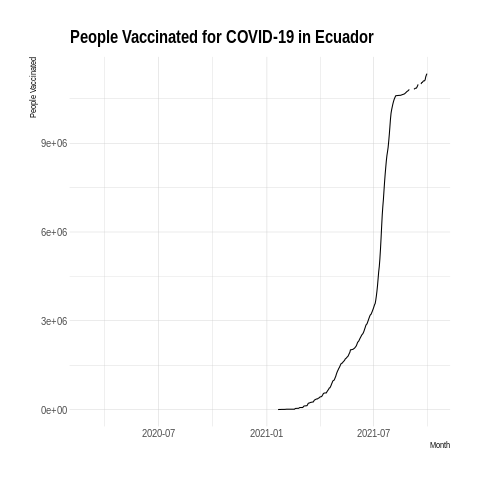 People Vaccinated for COVID-19 in Ecuador
People Vaccinated
9e+06
6e+06
3e+06
0e+00
2020-07 2021-01 2021-07
Month